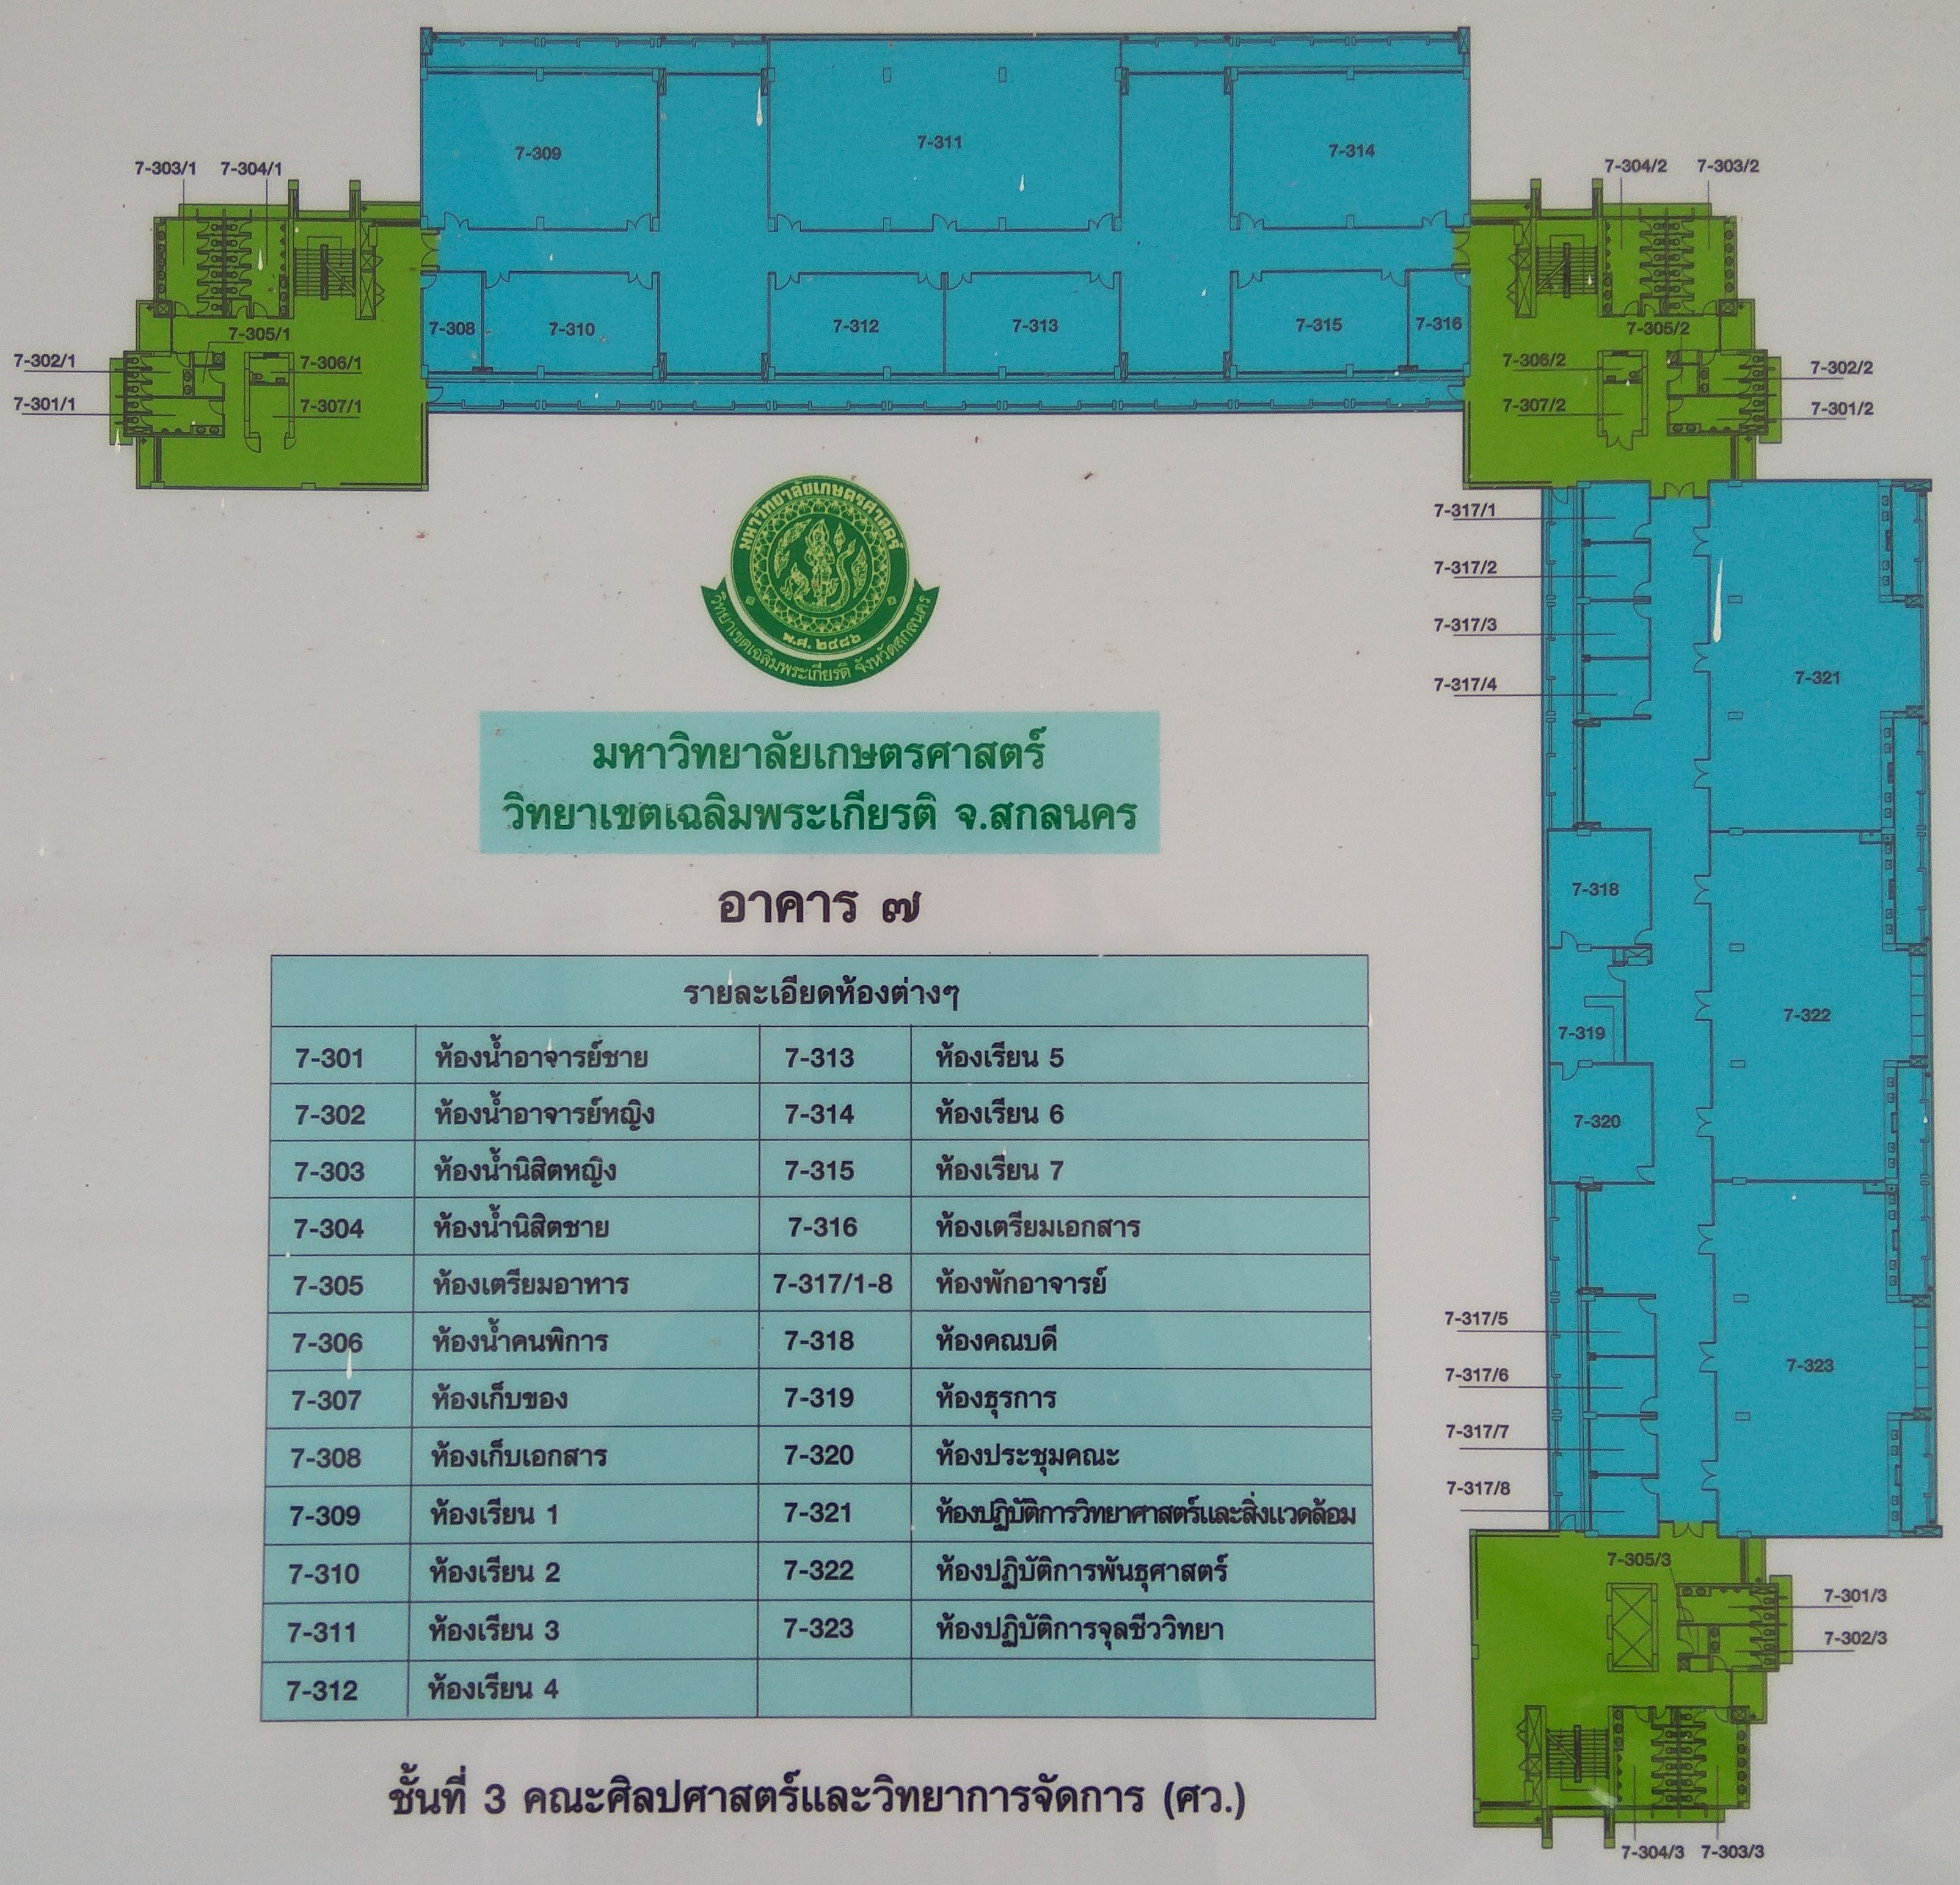 7-309
7-311
7-314
7-303/1
7-304/1
7-304/2
7-303/2
7-308
7-310
7-312
7-313
7-315
7-316
7-305/1
7-305/2
7-302/1
7-306/1
7-306/2
7-302/2
7-301/1
7-307/1
7-307/2
7-301/2
มหาวิทยาลัยเกษตรศาสตร์
พ.ศ. ๒๔๘๖
วิทยาเขตเฉลิมพระเกียรติ จังหวัดสกลนคร
7-317/1
7-317/2
7-317/3
7-317/4
7-321
7-318
7-319
7-322
7-320
7-317/5
7-317/6
7-323
7-317/7
7-317/8
7-305/3
7-301/3
7-302/3
7-304/3
7-303/3
มหาวิทยาลัยเกษตรศาสตร์
วิทยาเขตเฉลิมพระเกียรติ จ.สกลนคร
อาคาร ๗
รายละเอียดห้องต่างๆ
7-301 ห้องน้ำอาจารย์ชาย 7-313 ห้องเรียน 5
7-302 ห้องน้ำอาจารย์หญิง 7-314 ห้องเรียน 6
7-303 ห้องน้ำนิสิตหญิง 7-315 ห้องเรียน 7
7-304 ห้องน้ำนิสิตชาย 7-316 ห้องเตรียมเอกสาร
7-305 ห้องเตรียมอาหาร 7-317/1-8 ห้องพักอาจารย์
7-306 ห้องน้ำคนพิการ 7-318 ห้องคณบดี
7-307 ห้องเก็บของ 7-319 ห้องธุรการ
7-308 ห้องเก็บเอกสาร 7-320 ห้องประชุมคณะ
7-309 ห้องเรียน 1 7-321 ห้องปฏิบัติการวิทยาศาสตร์และสิ่งแวดล้อม
7-310 ห้องเรียน 2 7-322 ห้องปฏิบัติการพันธุศาสตร์
7-311 ห้องเรียน 3 7-323 ห้องปฏิบัติการจุลชีววิทยา
7-312 ห้องเรียน 4
ชั้นที่ 3 คณะศิลปศาสตร์และวิทยาการจัดการ (ศว.)